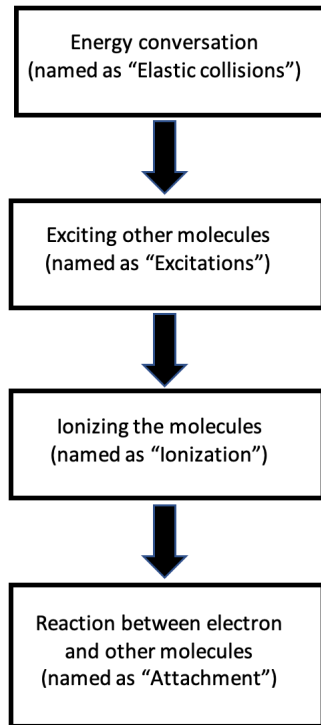 Energy conversation
(named as “Elastic collisions”)
Exciting other molecules
(named as “Excitations”)
Ionizing the molecules
(named as “Ionization”)
Reaction between electron
and other molecules
(named as “Attachment”)